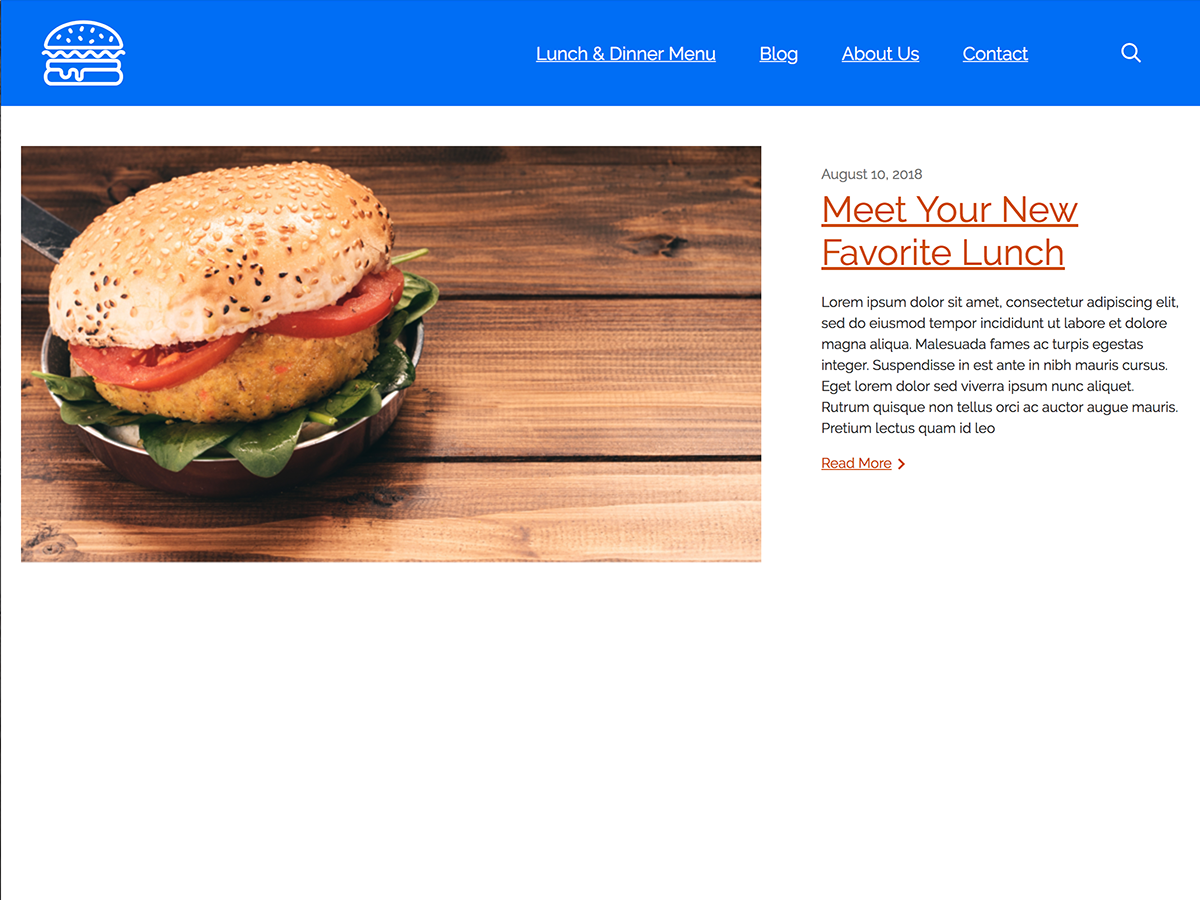 Lunch & Dinner Menu Blog About Us Contact
August 10, 2018
Meet Your New
Favorite Lunch
Lorem ipsum dolor sit amet, consectetur adipiscing elit,
sed do eiusmod tempor incididunt ut labore et dolore
magna aliqua. Malesuada fames ac turpis egestas
integer. Suspendisse in est ante in nibh mauris cursus.
Eget lorem dolor sed viverra ipsum nunc aliquet.
Rutrum quisque non tellus orci ac auctor augue mauris.
Pretium lectus quam id leo
Read More